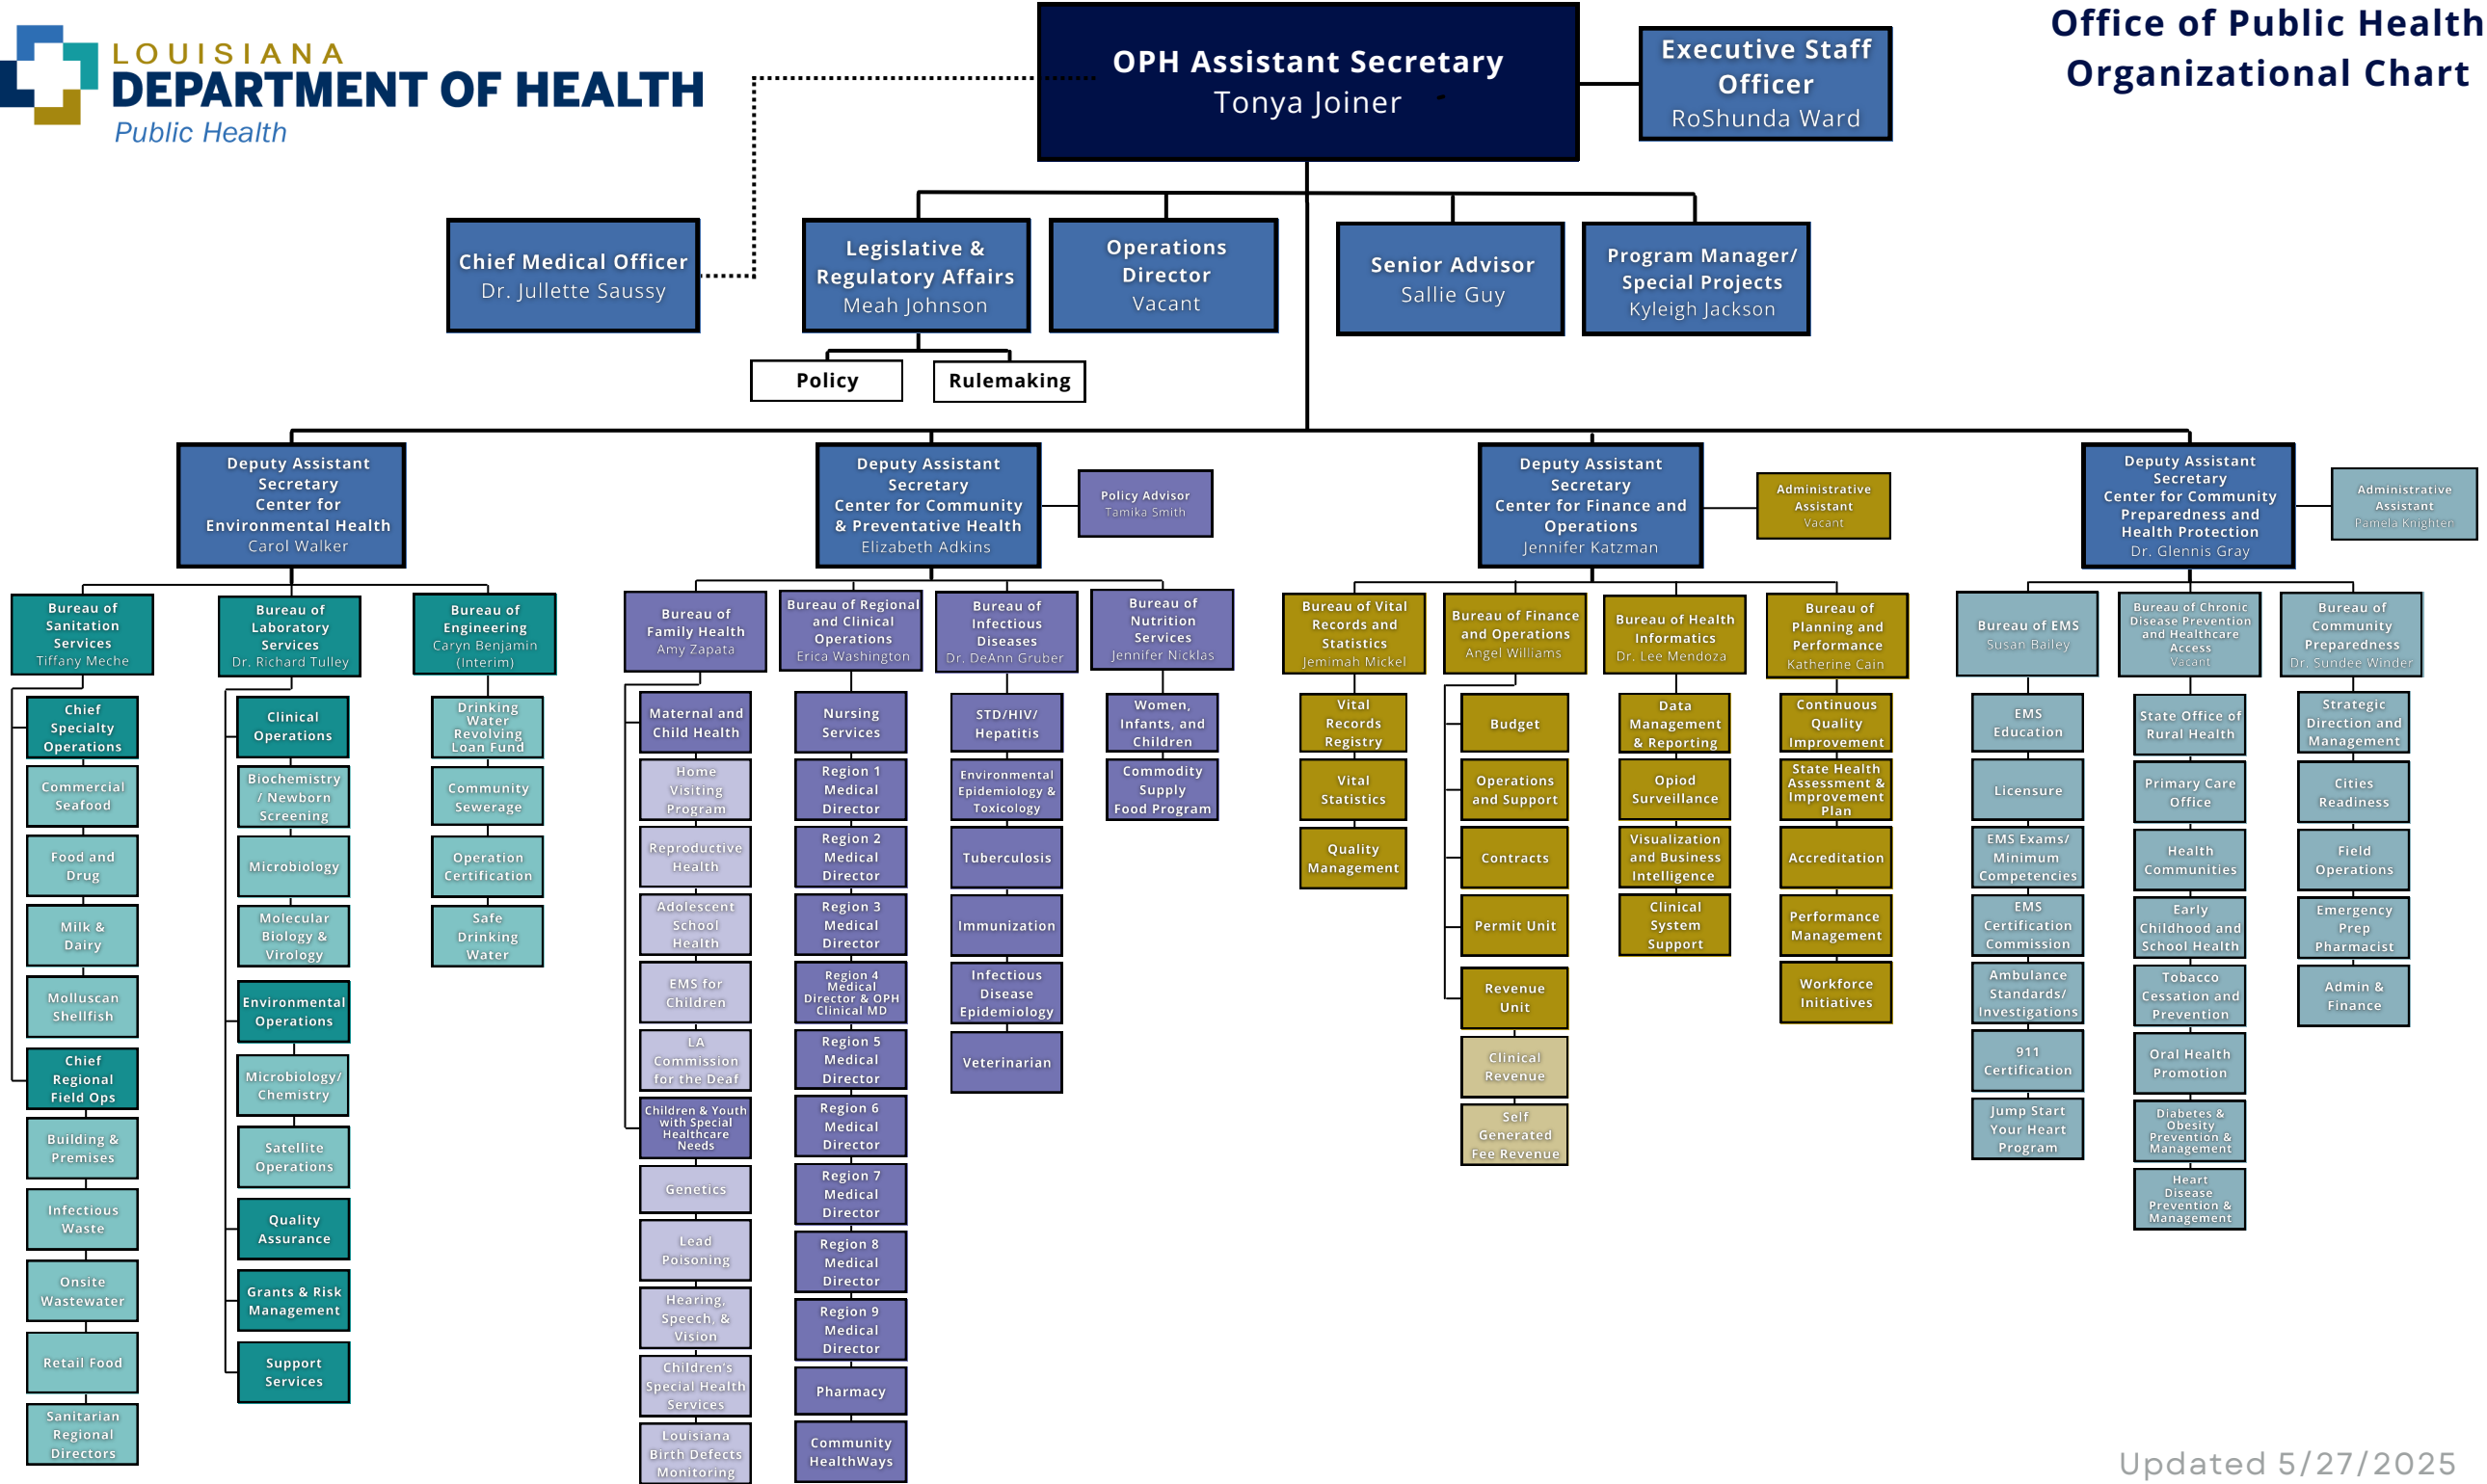 LOUISIANA
DEPARTMENT OF HEALTH
Public Health
OPH Assistant Secretary
Tonya Joiner
Executive Staff
Officer
RoShunda Ward
Office of Public Health
Organizational Chart
Chief Medical Officer
Dr. Jullette Saussy
Legislative &
Regulatory Affairs
Meah Johnson
Operations
Director
Vacant
Senior Advisor
Sallie Guy
Program Manager/
Special Projects
Kyleigh Jackson
Policy
Rulemaking
Deputy Assistant
Secretary
Center for
Environmental Health
Carol Walker
Deputy Assistant
Secretary
Center for Community
& Preventative Health
Elizabeth Adkins
Policy Advisor
Tamika Smith
Deputy Assistant
Secretary
Center for Finance and
Operations
Jennifer Katzman
Administrative
Assistant
Vacant
Deputy Assistant
Secretary
Center for Community
Preparedness and
Health Protection
Dr. Glennis Gray
Administrative
Assistant
Pamela Knighten
Bureau of
Sanitation
Services
Tiffany Meche
Chief
Specialty
Operations
Commercial
Seafood
Food and
Drug
Milk &
Dairy
Molluscan
Shellfish
Chief
Regional
Field Ops
Building &
Premises
Infectious
Waste
Onsite
Wastewater
Retail Food
Sanitarian
Regional
Directors
Bureau of
Laboratory
Services
Dr. Richard Tulley
Clinical
Operations
Biochemistry
/ Newborn
Screening
Microbiology
Molecular
Biology &
Virology
Environmental
Operations
Microbiology/
Chemistry
Satellite
Operations
Quality
Assurance
Grants & Risk
Management
Support
Services
Bureau of
Engineering
Caryn Benjamin
(Interim)
Drinking
Water
Revolving
Loan Fund
Community
Sewerage
Operation
Certification
Safe
Drinking
Water
Bureau of
Family Health
Amy Zapata
Maternal and
Child Health
Home
Visiting
Program
Reproductive
Health
Adolescent
School
Health
EMS for
Children
LA
Commission
for the Deaf
Children & Youth
with Special
Healthcare
Needs
Genetics
Lead
Poisoning
Hearing,
Speech, &
Vision
Children's
Special Health
Services
Louisiana
Birth Defects
Monitoring
Bureau of Regional
and Clinical
Operations
Erica Washington
Nursing
Services
Region 1
Medical
Director
Region 2
Medical
Director
Region 3
Medical
Director
Region 4
Medical
Director & OPH
Clinical MD
Region 5
Medical
Director
Region 6
Medical
Director
Region 7
Medical
Director
Region 8
Medical
Director
Region 9
Medical
Director
Pharmacy
Community
HealthWays
Bureau of
Infectious
Diseases
Dr. DeAnn Gruber
STD/HIV/
Hepatitis
Environmental
Epidemiology &
Toxicology
Tuberculosis
Immunization
Infectious
Disease
Epidemiology
Veterinarian
Bureau of
Nutrition
Services
Jennifer Nicklas
Women,
Infants, and
Children
Commodity
Supply
Food Program
Bureau of Vital
Records and
Statistics
Jemimah Mickel
Vital
Records
Registry
Vital
Statistics
Quality
Management
Bureau of Finance
and Operations
Angel Williams
Budget
Operations
and Support
Contracts
Permit Unit
Revenue
Unit
Clinical
Revenue
Self
Generated
Fee Revenue
Bureau of Health
Informatics
Dr. Lee Mendoza
Data
Management
& Reporting
Opiod
Surveillance
Visualization
and Business
Intelligence
Clinical
System
Support
Bureau of
Planning and
Performance
Katherine Cain
Continuous
Quality
Improvement
State Health
Assessment &
Improvement
Plan
Accreditation
Performance
Management
Workforce
Initiatives
Bureau of EMS
Susan Bailey
EMS
Education
Licensure
EMS Exams/
Minimum
Competencies
EMS
Certification
Commission
Ambulance
Standards/
Investigations
911
Certification
Jump Start
Your Heart
Program
Bureau of Chronic
Disease Prevention
and Healthcare
Access
Vacant
State Office of
Rural Health
Primary Care
Office
Health
Communities
Early
Childhood and
School Health
Tobacco
Cessation and
Prevention
Oral Health
Promotion
Diabetes &
Obesity
Prevention &
Management
Heart
Disease
Prevention &
Management
Bureau of
Community
Preparedness
Dr. Sundee Winder
Strategic
Direction and
Management
Cities
Readiness
Field
Operations
Emergency
Prep
Pharmacist
Admin &
Finance
Updated 5/27/2025